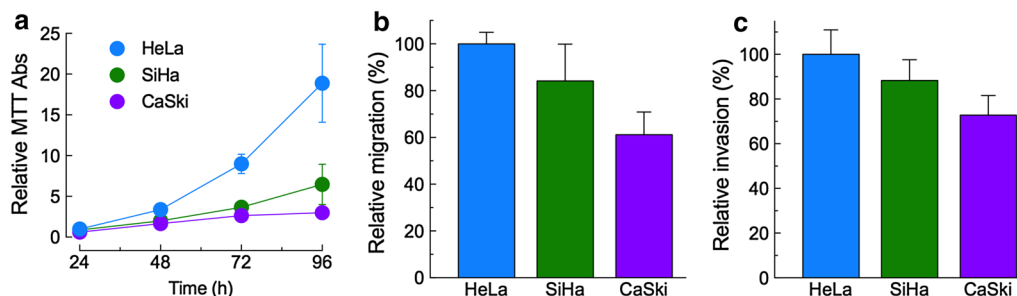 a
25
20
15
10
5
0
Relative MTT Abs
HeLa
SiHa
CaSki
24 48 72 96
Time (h)
b
100
80
60
40
20
0
Relative migration (%)
HeLa SiHa CaSki
c
100
80
60
40
20
0
Relative invasion (%)
HeLa SiHa CaSki